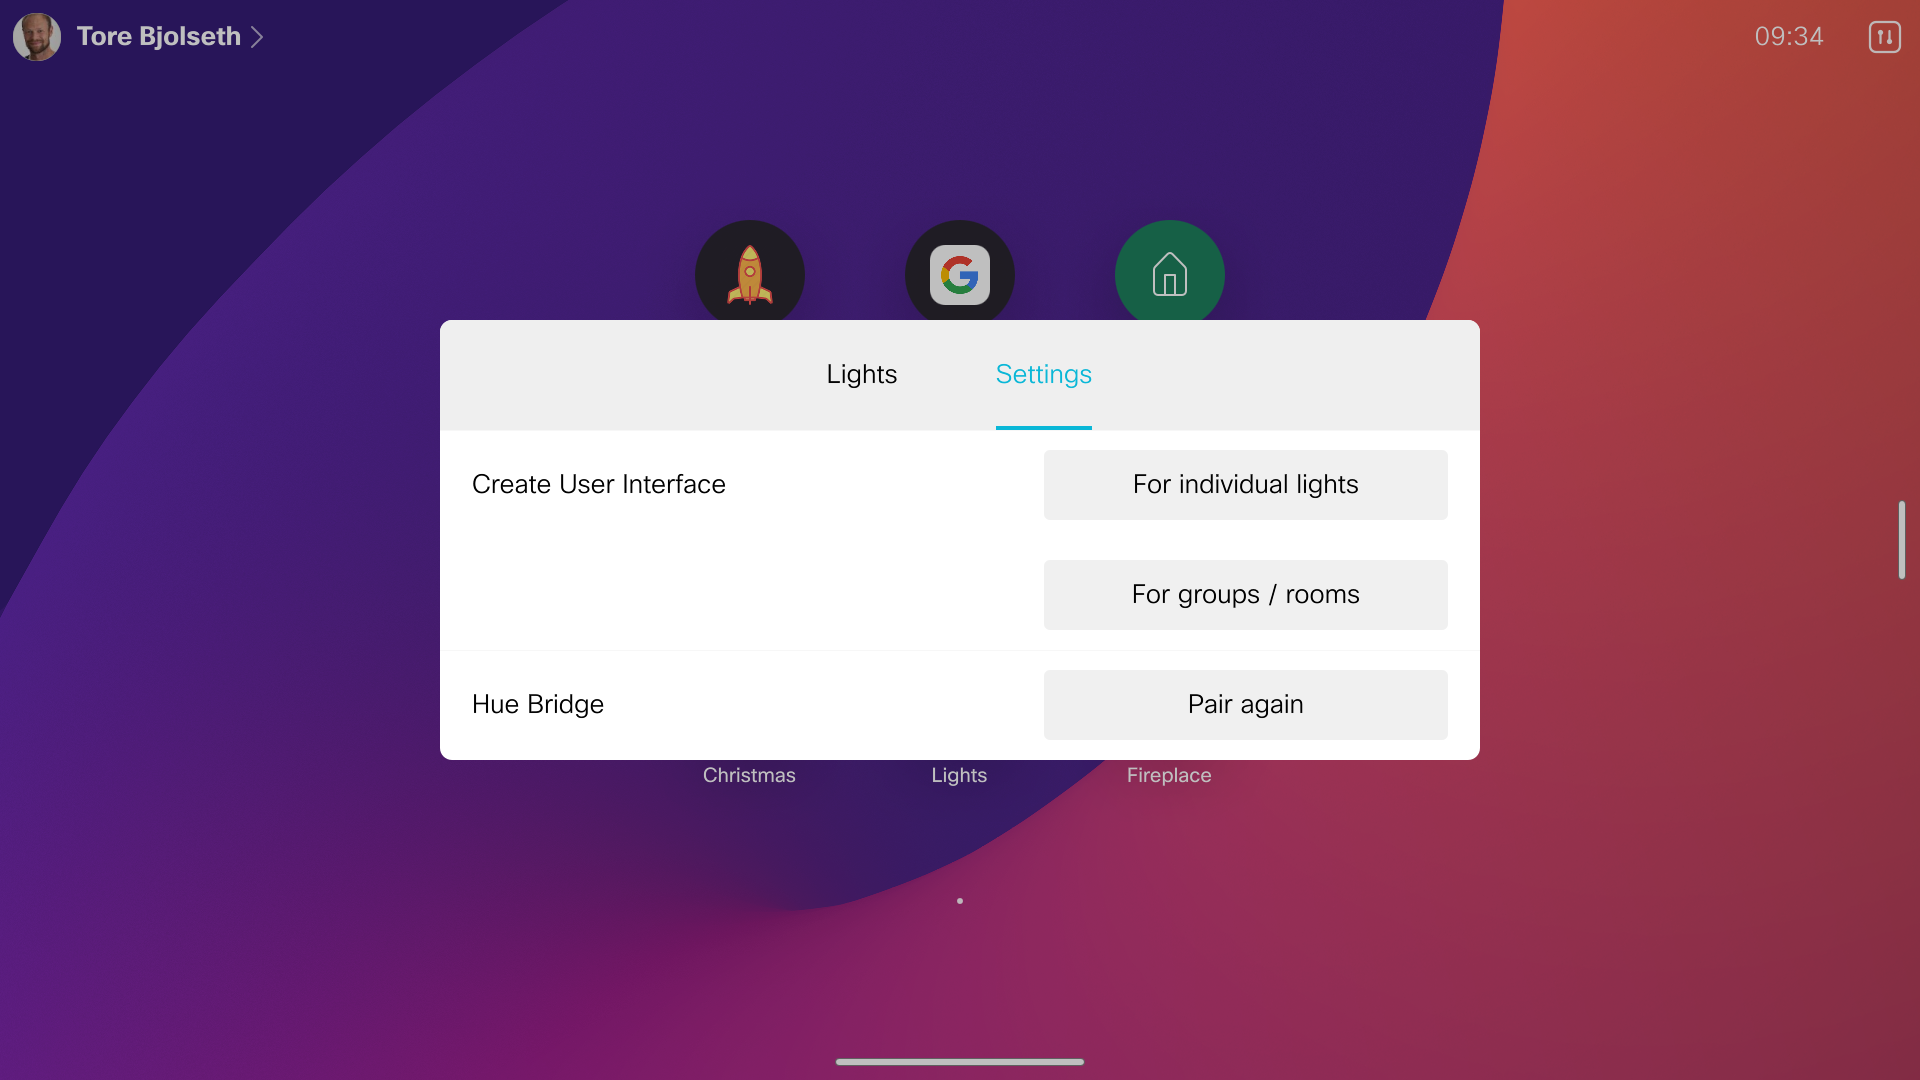 Tore Bjolseth
09:34
Lights
Settings
Create User Interface
For individual lights
For groups / rooms
Hue Bridge
Pair again
Christmas
Lights
Fireplace